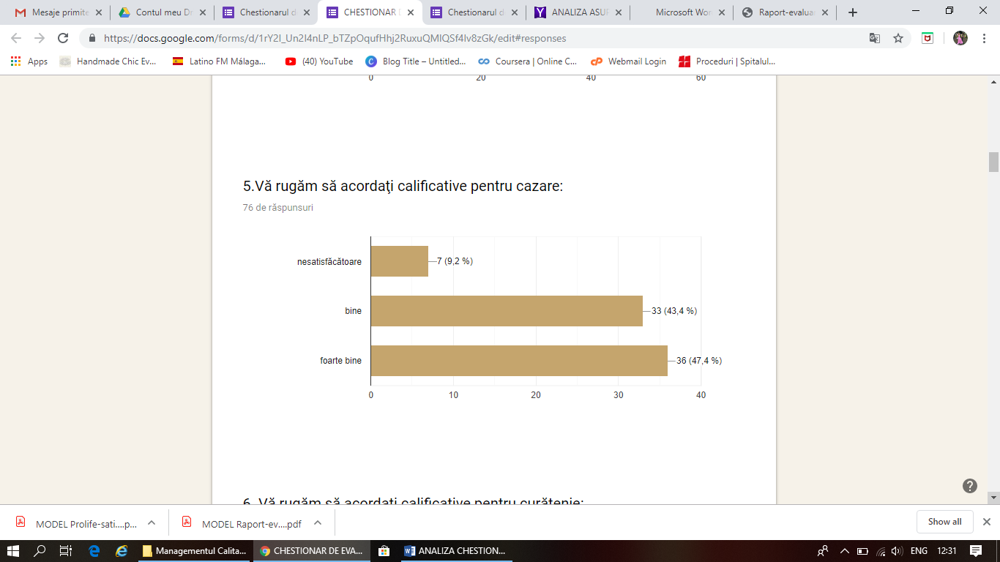 Mesaje primite
Contul meu Dr
Chestionarul d
CHESTIONAR D
Chestionarul d
ANALIZA ASUP
Microsoft Wor
Raport-evaluar
https://docs.google.com/forms/d/1rY2I_Un2I4nLP_bTZpOqufHhj2RuxuQMlOSf4lv8zGk/edit#responses
Apps
Handmade Chic Ev...
Latino FM Málaga...
(40) YouTube
Blog Title – Untitled...
Coursera | Online C...
Webmail Login
Proceduri | Spitalul...
0 20 40 60
5.Vă rugăm să acordaţi calificative pentru cazare:
76 de răspunsuri
nesatisfăcătoare
7 (9,2 %)
bine
33 (43,4 %)
foarte bine
36 (47,4 %)
0 10 20 30 40
6. Vă rugăm să acordaţi calificative pentru curăţenie:
MODEL Prolife-sati....p...
MODEL Raport-ev....pdf
Show all
Managementul Calita...
CHESTIONAR DE EVA...
ANALIZA CHESTION...
ENG
12:31